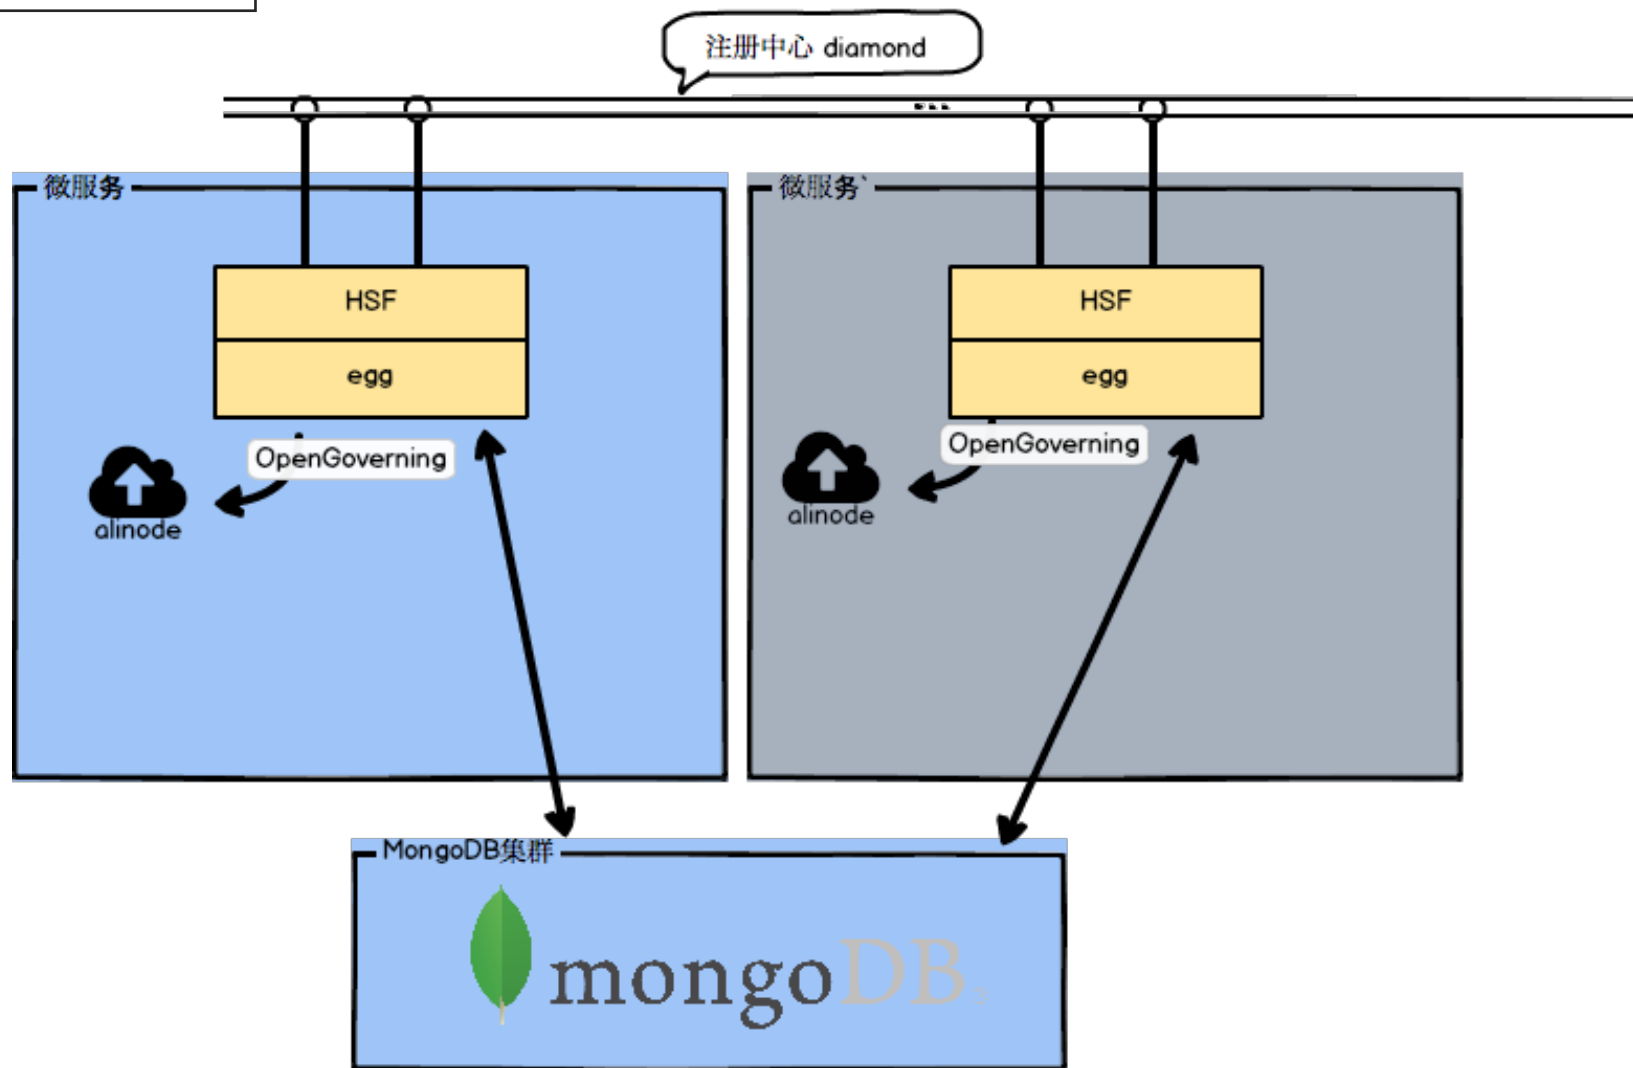 注册中心 diamond
微服务
微服务`
HSF
HSF
egg
egg
OpenGoverning
OpenGoverning
alinode
alinode
MongoDB集群
mongoDB